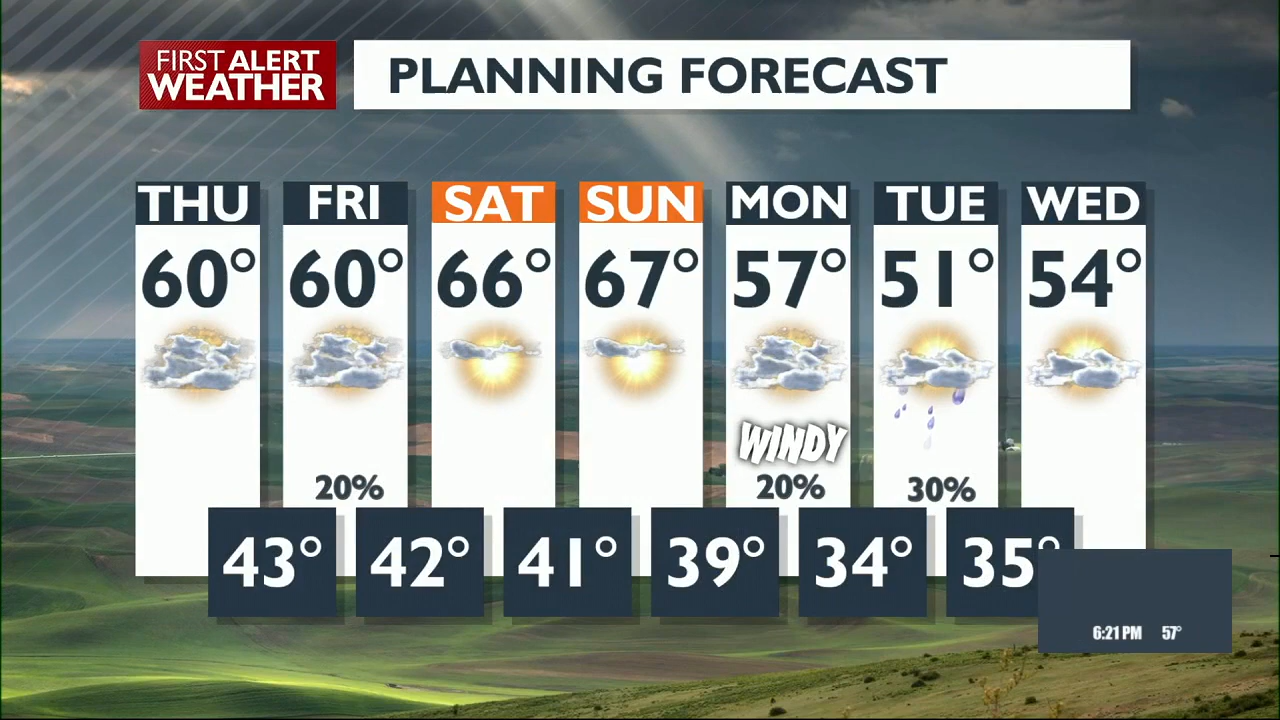 FIRST ALERT
WEATHER
PLANNING FORECAST
THU FRI SAT SUN MON TUE WED
60° 60° 66° 67° 57° 51° 54°
WINDY
20% 20% 30%
43° 42° 41° 39° 34° 35°
6:21 PM 57°